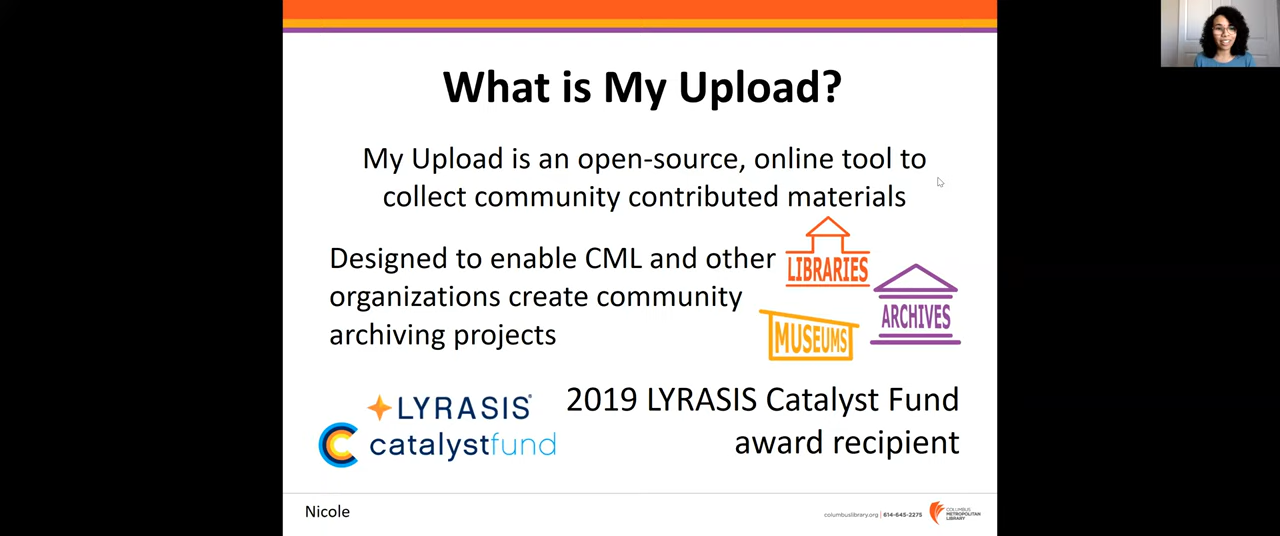 What is My Upload?
My Upload is an open-source, online tool to
collect community contributed materials
Designed to enable CML and other
organizations create community
archiving projects
LIBRARIES
ARCHIVES
MUSEUMS
LYRASIS
catalystfund
2019 LYRASIS Catalyst Fund
award recipient
Nicole
columbuslibrary.org | 614-645-2275
COLUMBUS
METROPOLITAN
LIBRARY